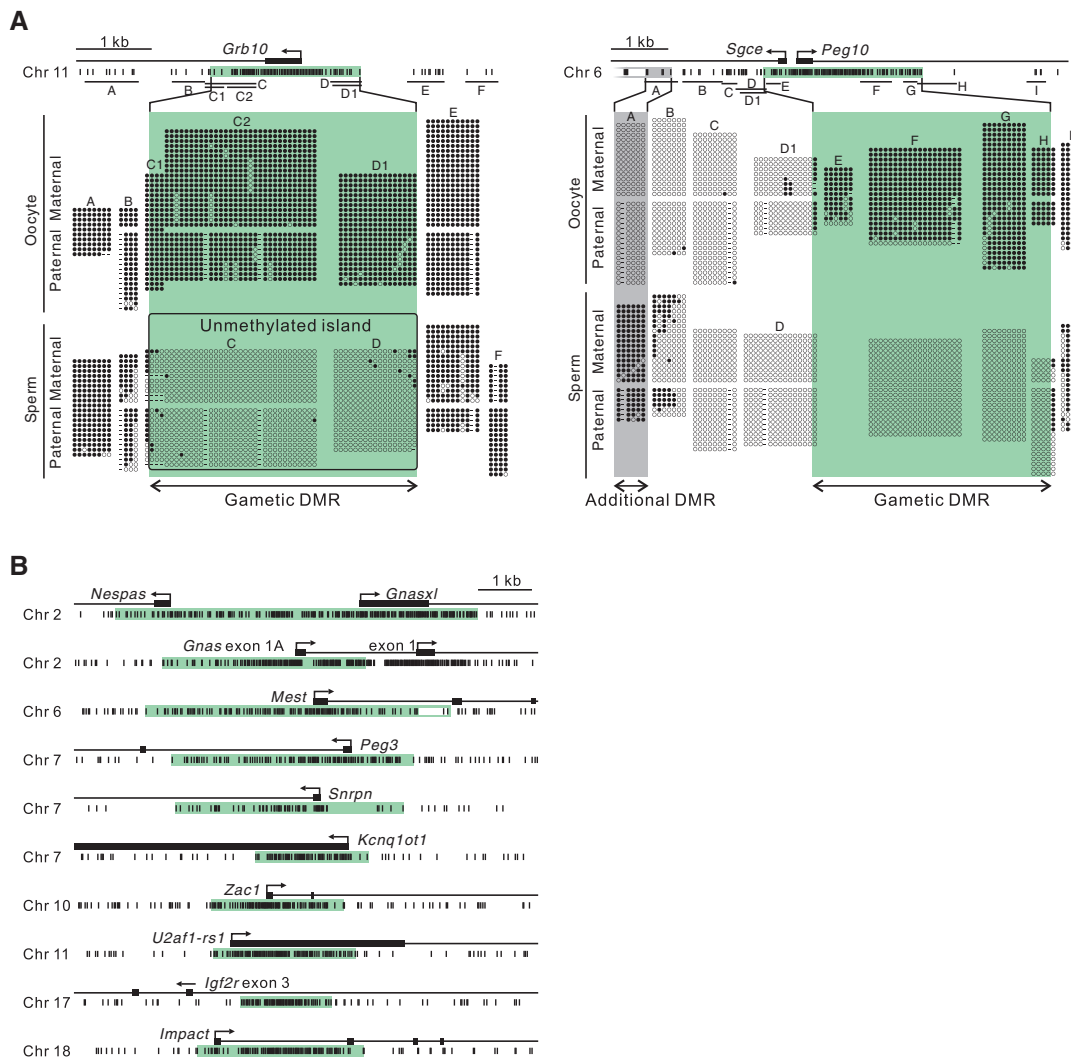 A
1 kb
Grb10
Chr 11
A B C1 C2 C D D1 E F
Oocyte
Maternal
Paternal
A B C1 C2 D1 E
Sperm
Maternal
Paternal
Unmethylated island
C D F
Gametic DMR
1 kb
Sgce Peg10
Chr 6
A B C D D1 E F G H I
Oocyte
Maternal
Paternal
A B C D1 E F G H
Sperm
Maternal
Paternal
D
Additional DMR
Gametic DMR
B
1 kb
Nespas Gnasxl
Chr 2
Gnas exon 1A exon 1
Chr 2
Mest
Chr 6
Peg3
Chr 7
Snrpn
Chr 7
Kcnq1ot1
Chr 7
Zac1
Chr 10
U2af1-rs1
Chr 11
Igf2r exon 3
Chr 17
Impact
Chr 18